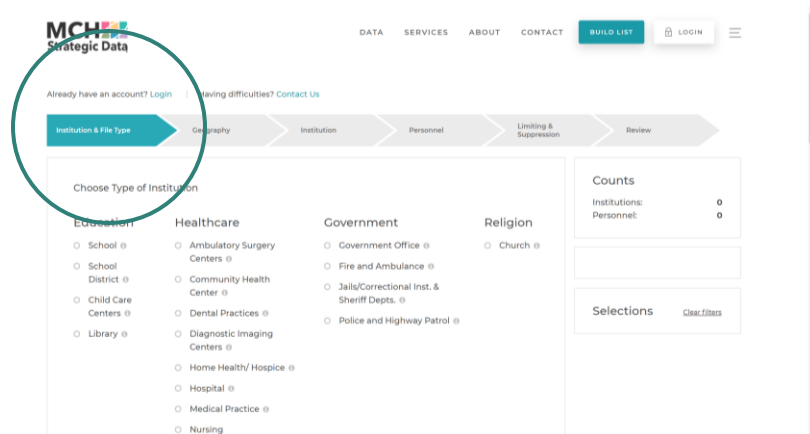 MCH
Strategic Data
DATA SERVICES ABOUT CONTACT BUILD LIST LOGIN
Already have an account? Login Having difficulties? Contact Us
Institution & File Type
Geography
Institution
Personnel
Limiting &
Suppression
Review
Choose Type of Institution
Education
School
School
District
Child Care
Centers
Library
Healthcare
Ambulatory Surgery
Centers
Community Health
Center
Dental Practices
Diagnostic Imaging
Centers
Home Health/ Hospice
Hospital
Medical Practice
Nursing
Government
Government Office
Fire and Ambulance
Jails/Correctional Inst. &
Sheriff Depts.
Police and Highway Patrol
Religion
Church
Counts
Institutions: 0
Personnel: 0
Selections Clear filters